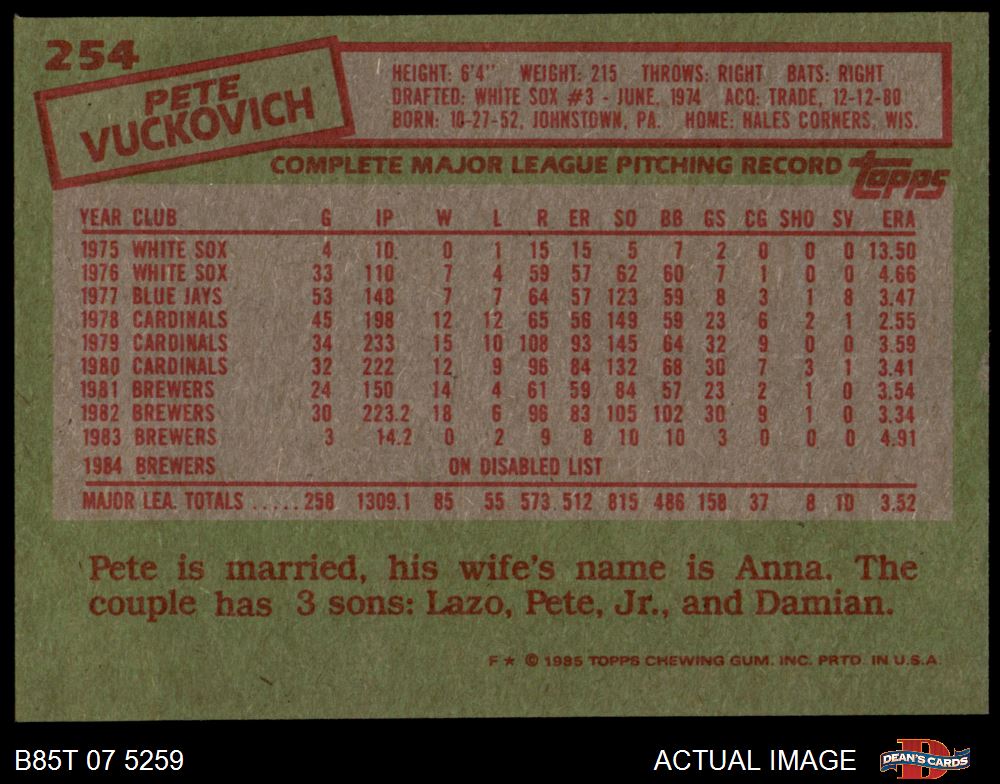 254
PETE
VUCKOVICH
HEIGHT: 6'4" WEIGHT: 215 THROWS: RIGHT BATS: RIGHT
DRAFTED: WHITE SOX #3 - JUNE, 1974 ACQ: TRADE, 12-12-80
BORN: 10-27-52, JOHNSTOWN, PA. HOME: HALES CORNERS, WIS.
COMPLETE MAJOR LEAGUE PITCHING RECORD topps
YEAR CLUB G IP W L R ER SO BB GS CG SHO SV ERA
1975 WHITE SOX 4 10. 0 1 15 15 5 7 2 0 0 0 13.50
1976 WHITE SOX 33 110 7 4 59 57 62 60 7 1 0 0 4.66
1977 BLUE JAYS 53 148 7 7 64 57 123 59 8 3 1 8 3.47
1978 CARDINALS 45 198 12 12 65 56 149 59 23 6 2 1 2.55
1979 CARDINALS 34 233 15 10 108 93 145 64 32 9 0 0 3.59
1980 CARDINALS 32 222 12 9 96 84 132 68 30 7 3 1 3.41
1981 BREWERS 24 150 14 4 61 59 84 57 23 2 1 0 3.54
1982 BREWERS 30 223.2 18 6 96 83 105 102 30 9 1 0 3.34
1983 BREWERS 3 14.2 0 2 9 8 10 10 3 0 0 0 4.91
1984 BREWERS ON DISABLED LIST
MAJOR LEA. TOTALS ..... 258 1309.1 85 55 573 512 815 486 158 37 8 10 3.52
Pete is married, his wife's name is Anna. The
couple has 3 sons: Lazo, Pete, Jr., and Damian.
F ★ © 1985 TOPPS CHEWING GUM, INC. PRTD. IN U.S.A.
B85T 07 5259 ACTUAL IMAGE DEAN'S CARDS